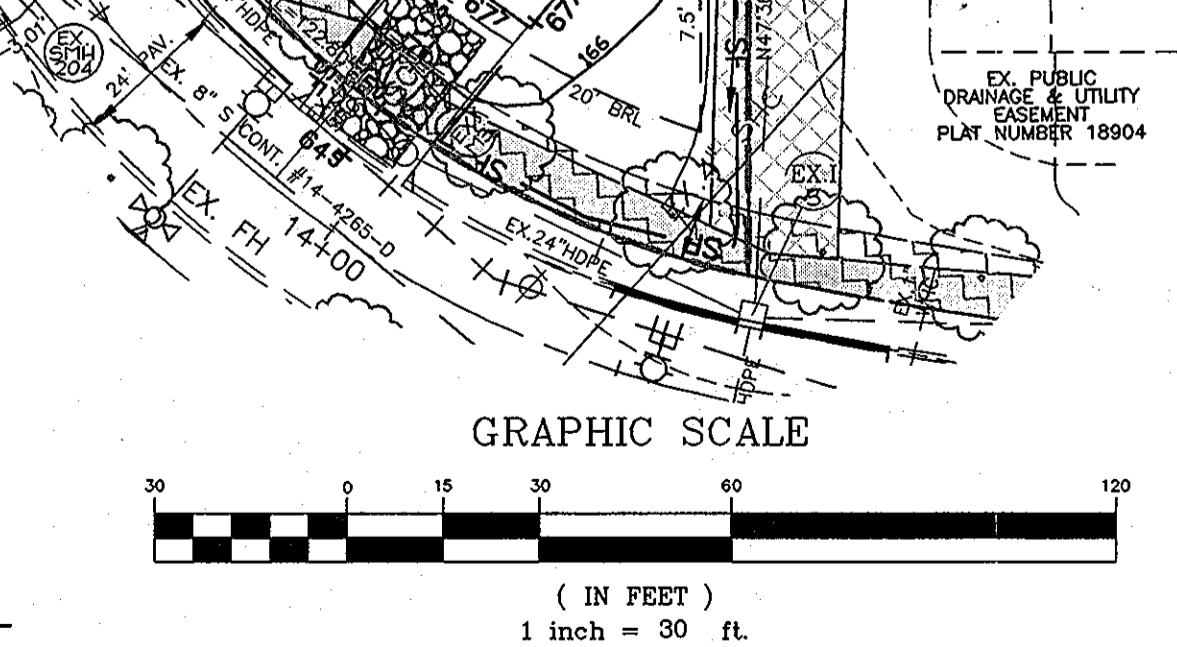 677
EX.
SMH
204
24' PAV.
EX. 8" S
CONT.
#14-4265-D
645
EX. FH
14+00
166
20' BRL
7.5'
SF
SF
EX.24"HDPE
HDPE
EX.I
EX. PUBLIC
DRAINAGE & UTILITY
EASEMENT
PLAT NUMBER 18904
GRAPHIC SCALE
30 0 15 30 60 120
( IN FEET )
1 inch = 30 ft.